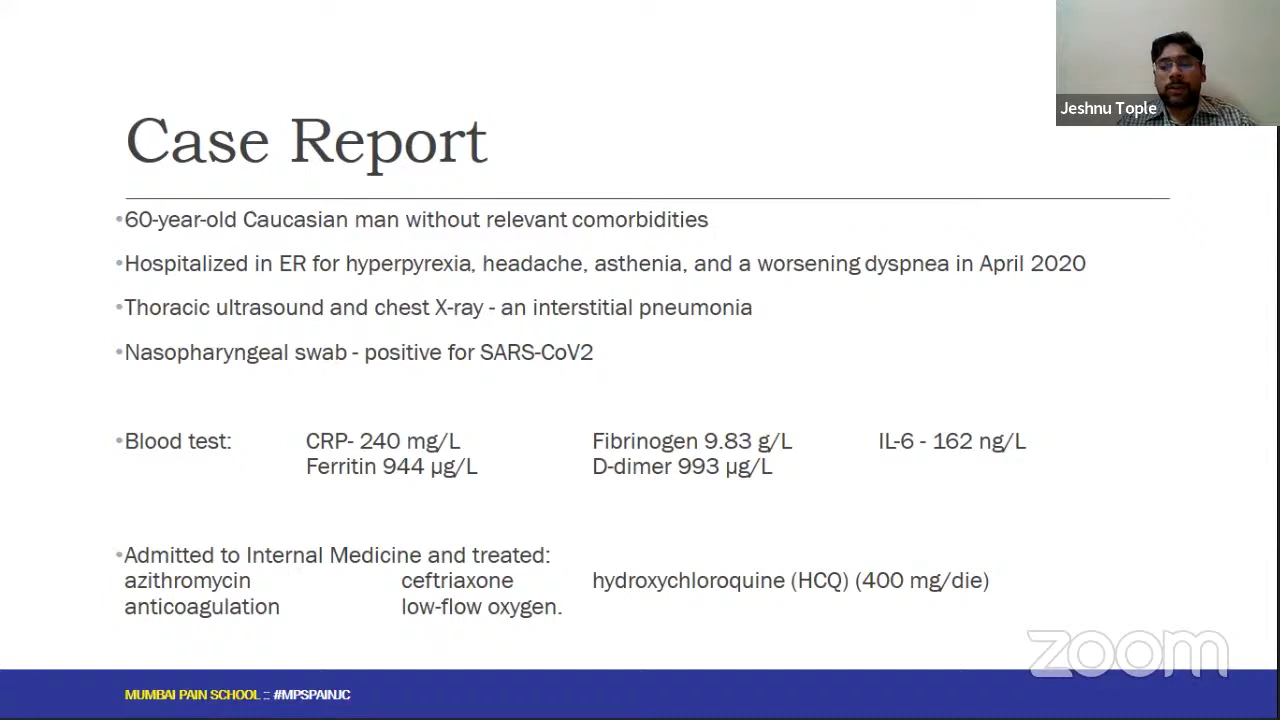 Jeshnu Tople
Case Report
•60-year-old Caucasian man without relevant comorbidities
•Hospitalized in ER for hyperpyrexia, headache, asthenia, and a worsening dyspnea in April 2020
•Thoracic ultrasound and chest X-ray - an interstitial pneumonia
•Nasopharyngeal swab - positive for SARS-CoV2
•Blood test: CRP- 240 mg/L Fibrinogen 9.83 g/L IL-6 - 162 ng/L
Ferritin 944 µg/L D-dimer 993 µg/L
•Admitted to Internal Medicine and treated:
azithromycin ceftriaxone hydroxychloroquine (HCQ) (400 mg/die)
anticoagulation low-flow oxygen.
zoom
MUMBAI PAIN SCHOOL :: #MPSPAINJC